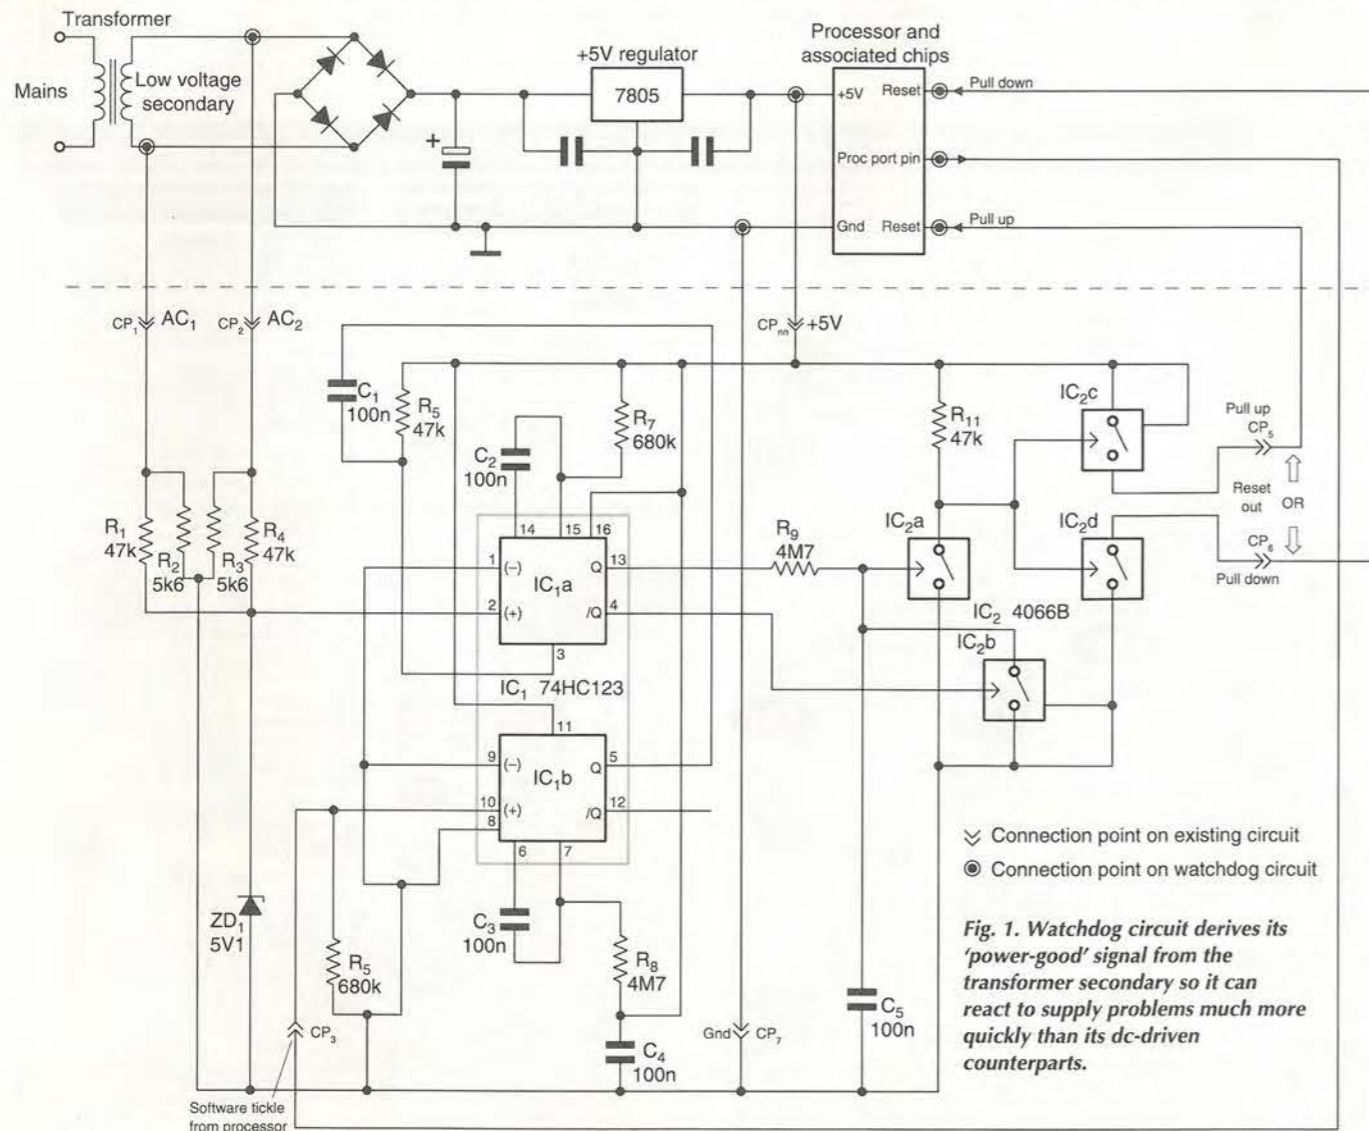 Transformer
Mains
Low voltage
secondary
+5V regulator
7805
Processor and
associated chips
+5V
Reset
Pull down
Proc port pin
Gnd
Reset
Pull up
+
CP1
AC1
CP2
AC2
CPnn
+5V
C1
100n
R5
47k
C2
100n
R7
680k
R11
47k
IC2c
Pull up
CP5
Reset
out
OR
CP6
Pull down
R1
47k
R2
5k6
R3
5k6
R4
47k
14
15
16
1
(–)
IC1a
Q
13
2
(+)
/Q
4
3
R9
4M7
IC2a
IC2d
IC2 4066B
IC2b
IC1 74HC123
11
9
(–)
IC1b
Q
5
10
(+)
/Q
12
8
6
7
ZD1
5V1
R5
680k
C3
100n
R8
4M7
CP3
C4
100n
Gnd
CP7
C5
100n
Software tickle
from processor
Connection point on existing circuit
Connection point on watchdog circuit
Fig. 1. Watchdog circuit derives its
'power-good' signal from the
transformer secondary so it can
react to supply problems much more
quickly than its dc-driven
counterparts.